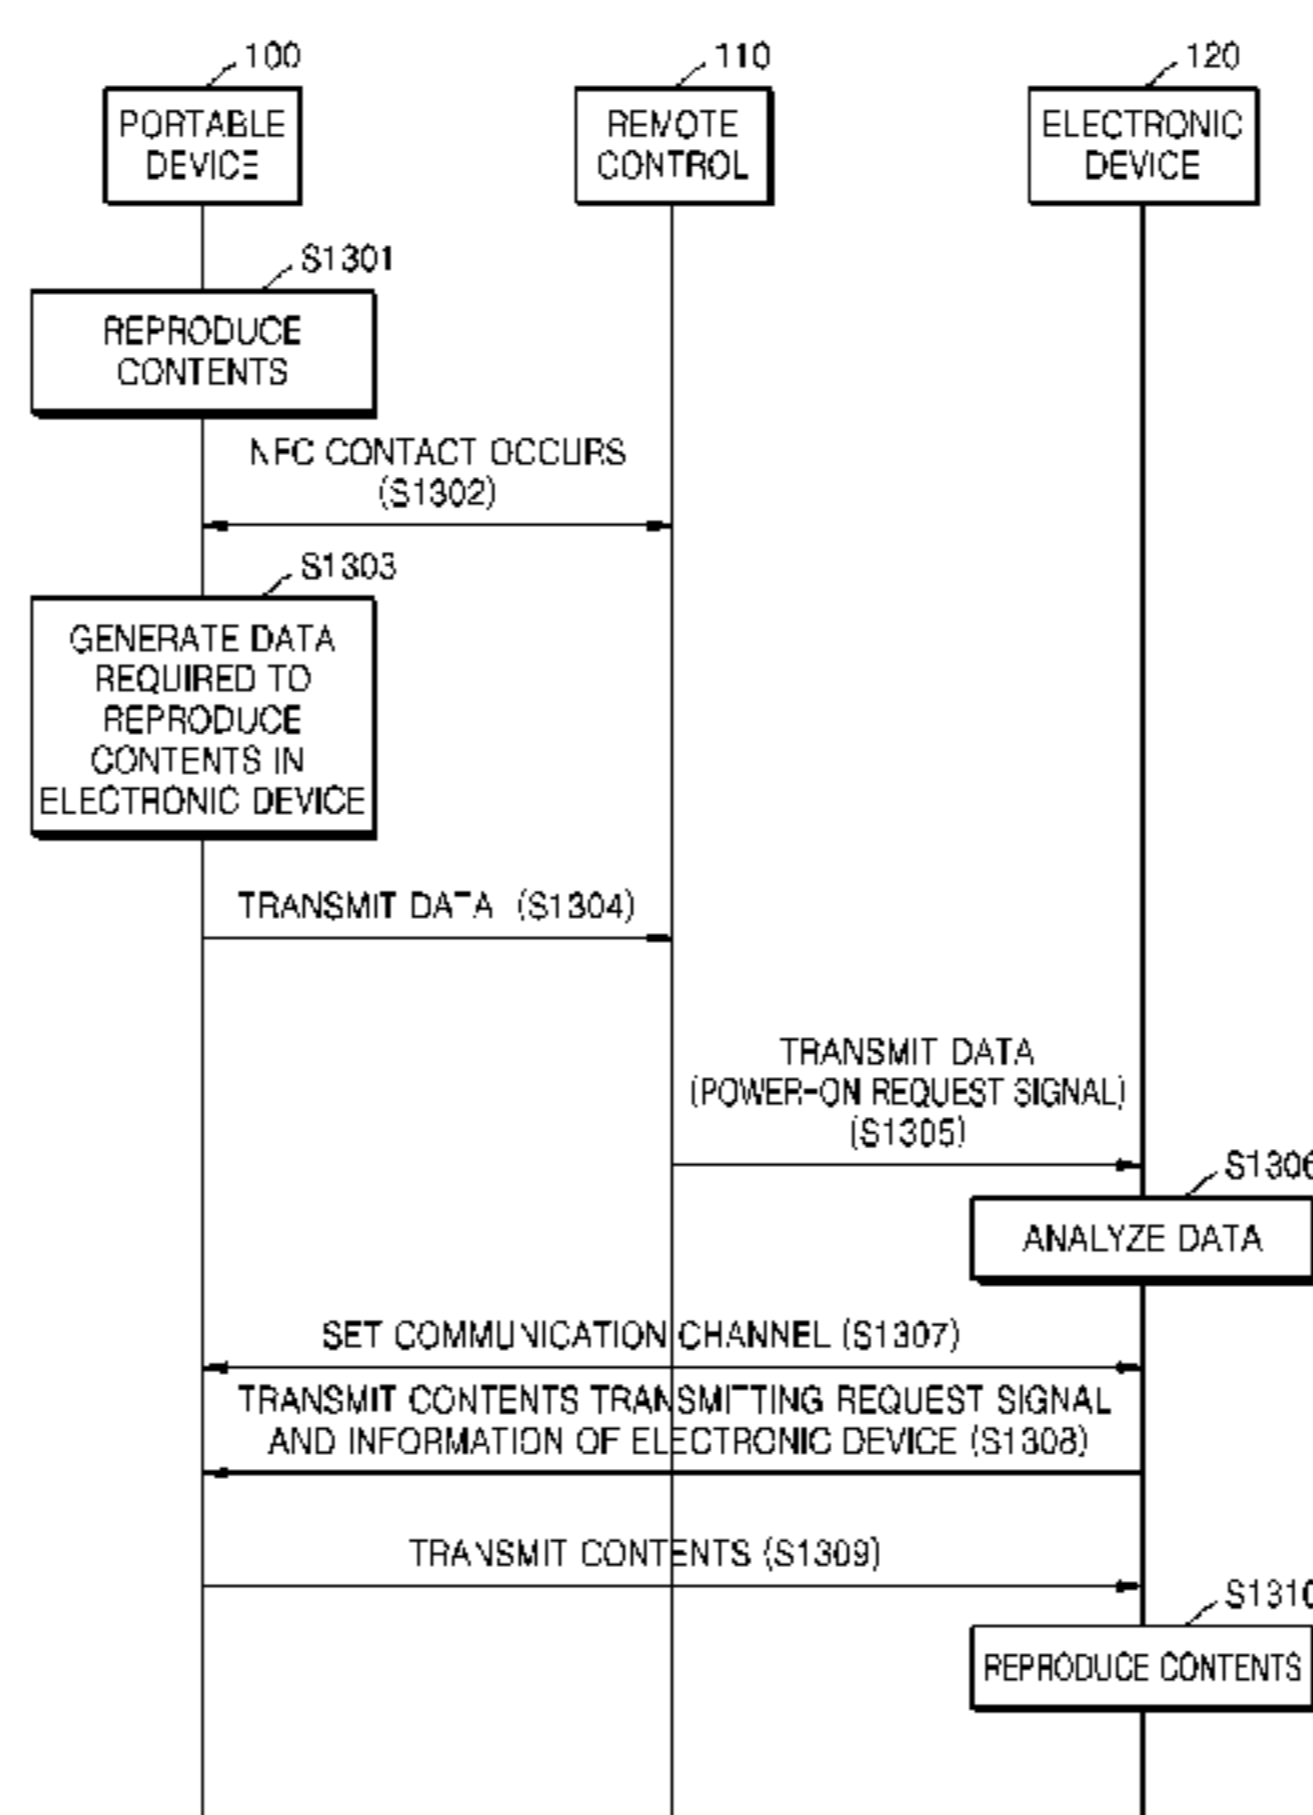 100
110
120
PORTABLE
DEVICE
REMOTE
CONTROL
ELECTRONIC
DEVICE
S1301
REPRODUCE
CONTENTS
NFC CONTACT OCCURS
(S1302)
S1303
GENERATE DATA
REQUIRED TO
REPRODUCE
CONTENTS IN
ELECTRONIC DEVICE
TRANSMIT DATA (S1304)
TRANSMIT DATA
(POWER-ON REQUEST SIGNAL)
(S1305)
S1306
ANALYZE DATA
SET COMMUNICATION CHANNEL (S1307)
TRANSMIT CONTENTS TRANSMITTING REQUEST SIGNAL
AND INFORMATION OF ELECTRONIC DEVICE (S1308)
TRANSMIT CONTENTS (S1309)
S1310
REPRODUCE CONTENTS